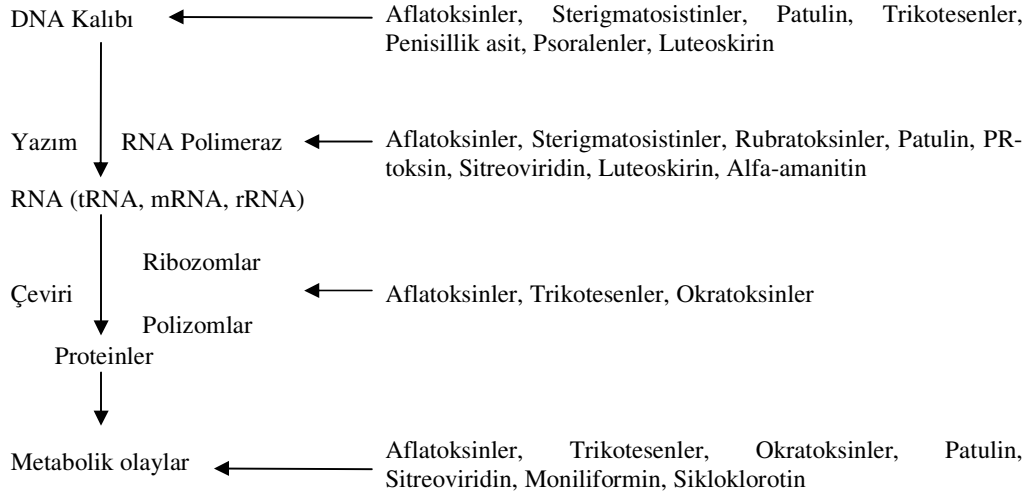 DNA Kalıbı
Aflatoksinler, Sterigmatosistinler, Patulin, Trikotesenler,
Penisillik asit, Psoralenler, Luteoskirin
Yazım RNA Polimeraz
Aflatoksinler, Sterigmatosistinler, Rubratoksinler, Patulin, PR-
toksin, Sitreoviridin, Luteoskirin, Alfa-amanitin
RNA (tRNA, mRNA, rRNA)
Ribozomlar
Çeviri
Aflatoksinler, Trikotesenler, Okratoksinler
Polizomlar
Proteinler
Metabolik olaylar
Aflatoksinler, Trikotesenler, Okratoksinler, Patulin,
Sitreoviridin, Moniliformin, Sikloklorotin